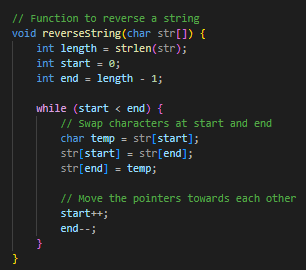 // Function to reverse a string
void reverseString(char str[]) {
    int length = strlen(str);
    int start = 0;
    int end = length - 1;

    while (start < end) {
        // Swap characters at start and end
        char temp = str[start];
        str[start] = str[end];
        str[end] = temp;

        // Move the pointers towards each other
        start++;
        end--;
    }
}